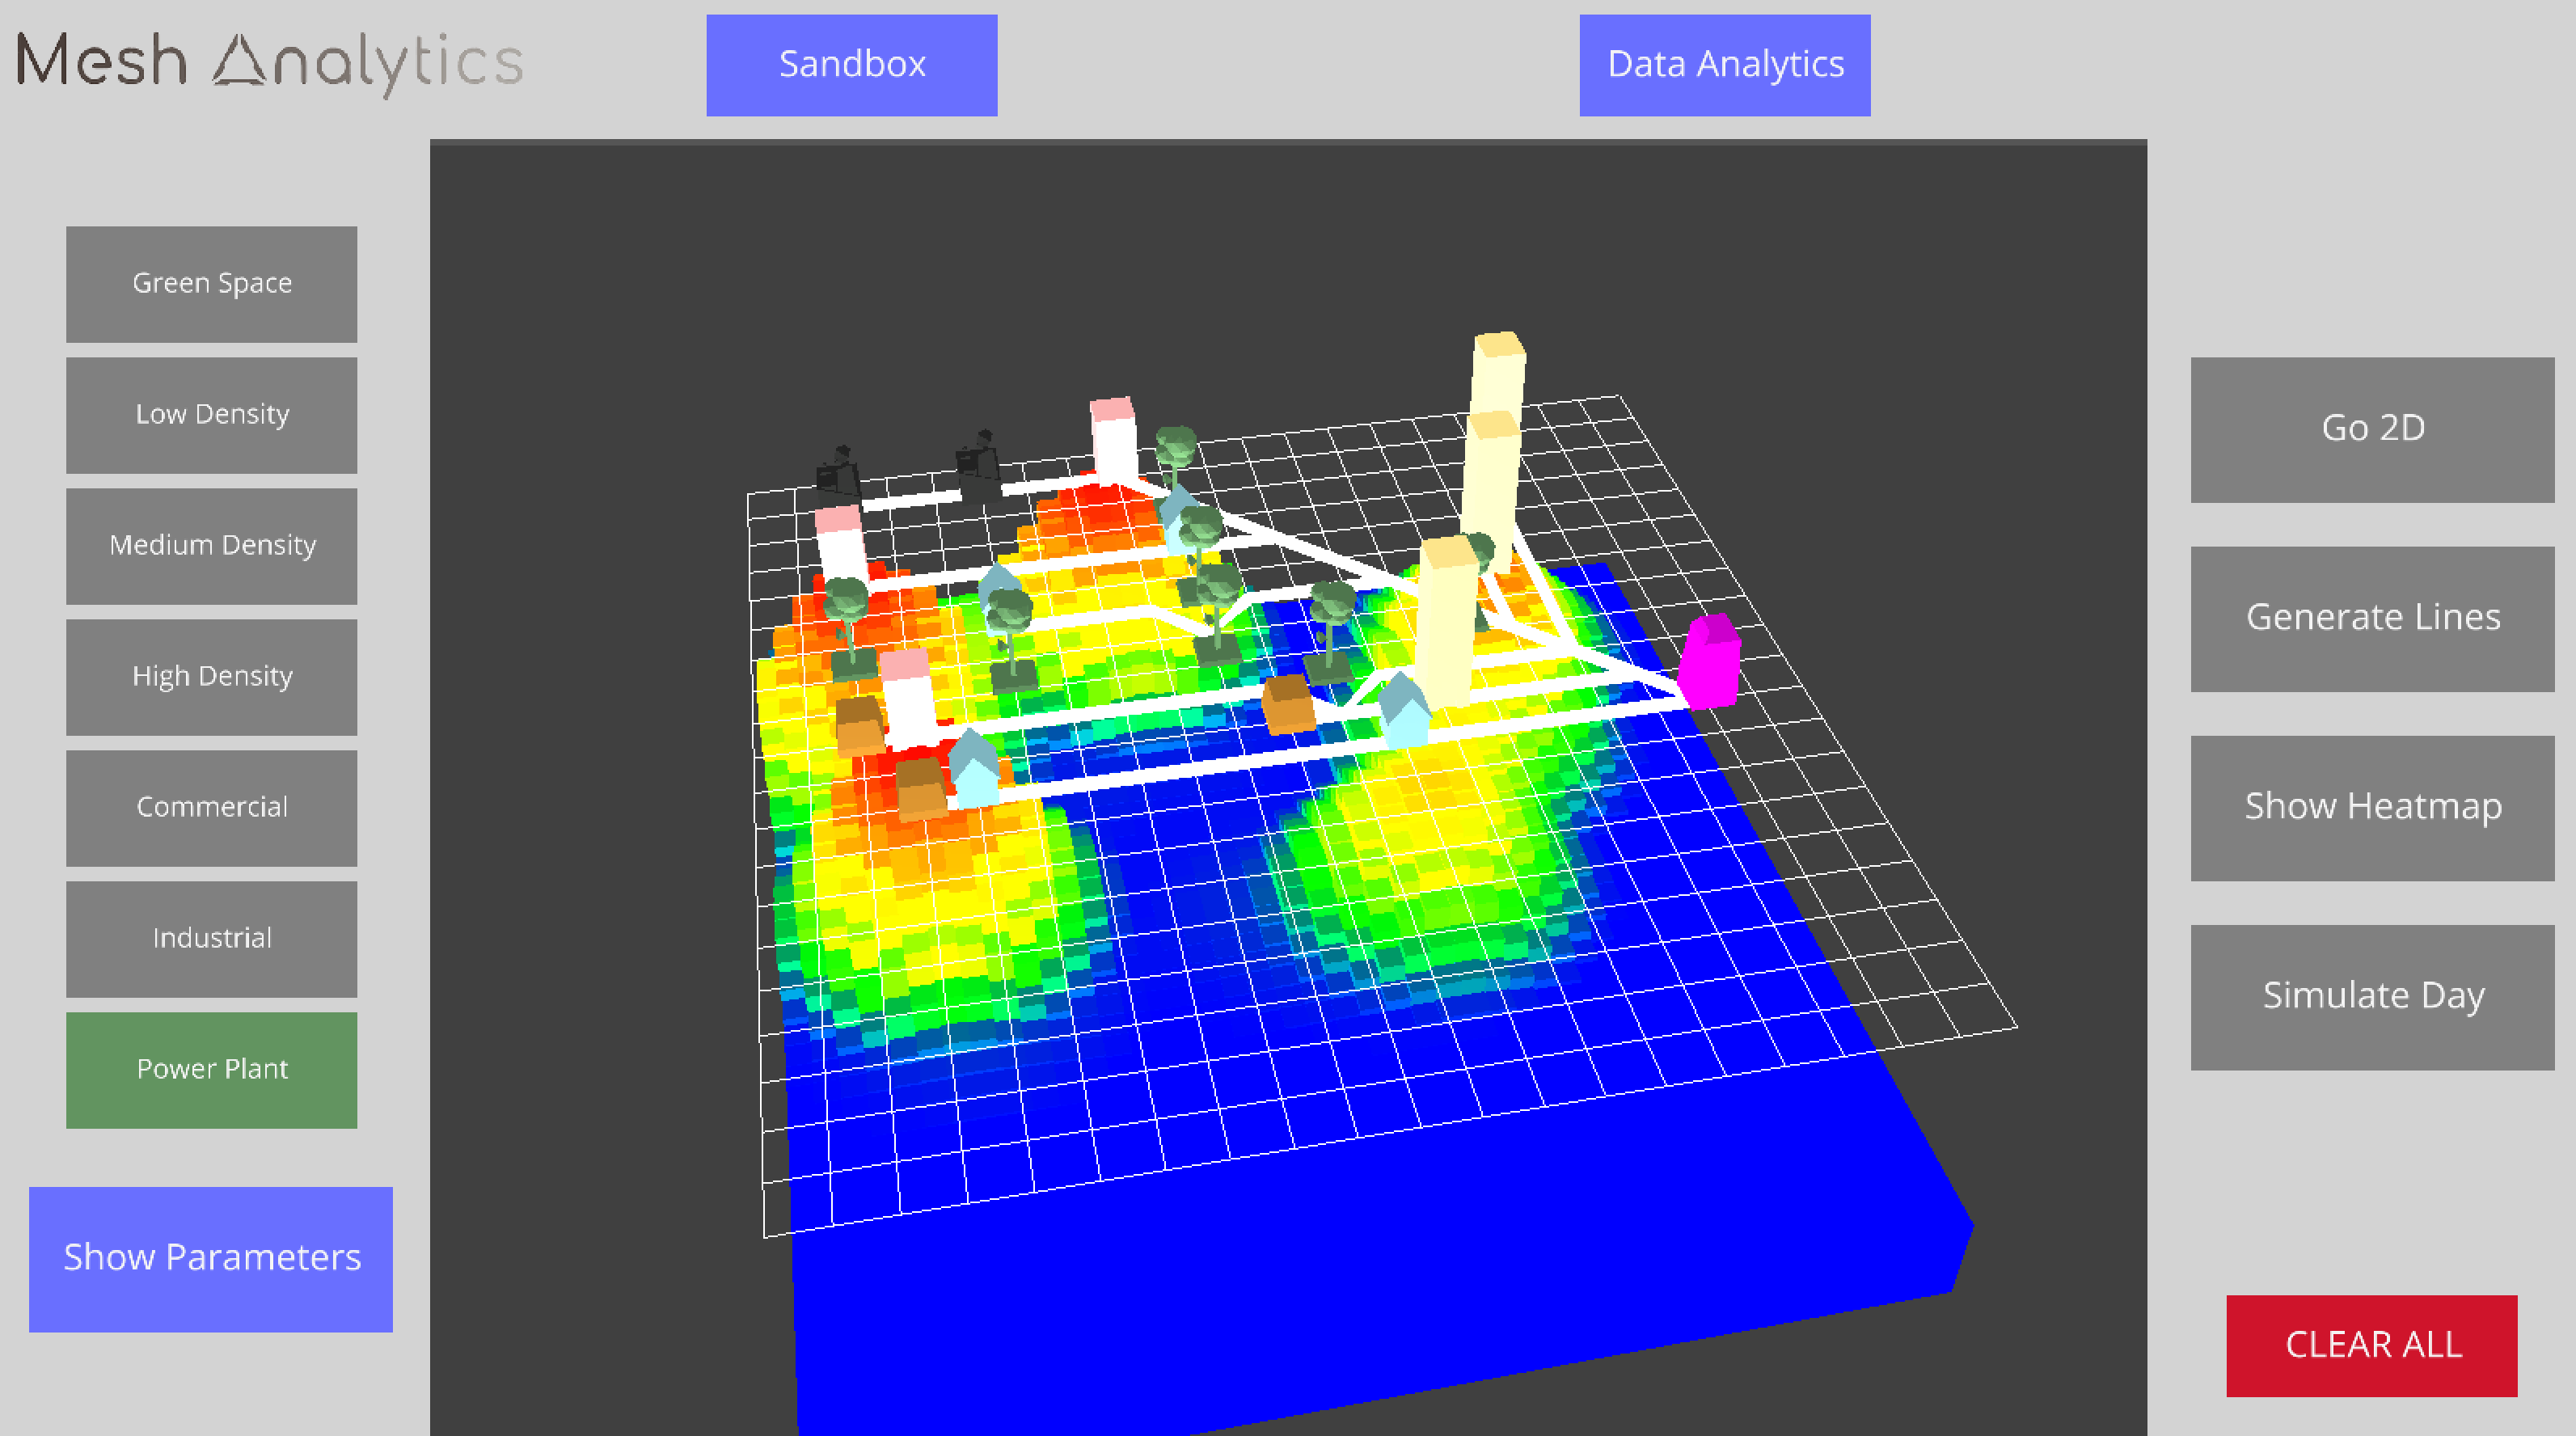 Mesh Analytics
Sandbox
Data Analytics
Green Space
Low Density
Medium Density
High Density
Commercial
Industrial
Power Plant
Show Parameters
Go 2D
Generate Lines
Show Heatmap
Simulate Day
CLEAR ALL